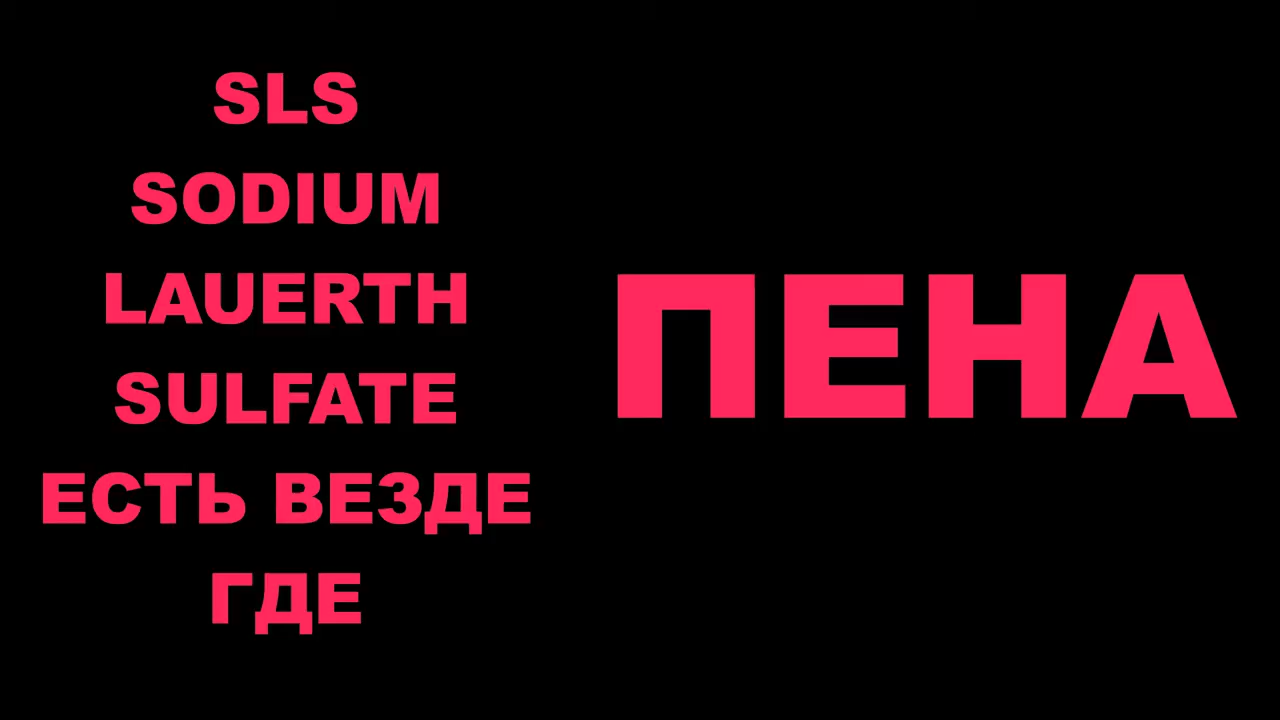 SLS
SODIUM
LAUERTH
SULFATE
ЕСТЬ ВЕЗДЕ
ГДЕ
ПЕНА